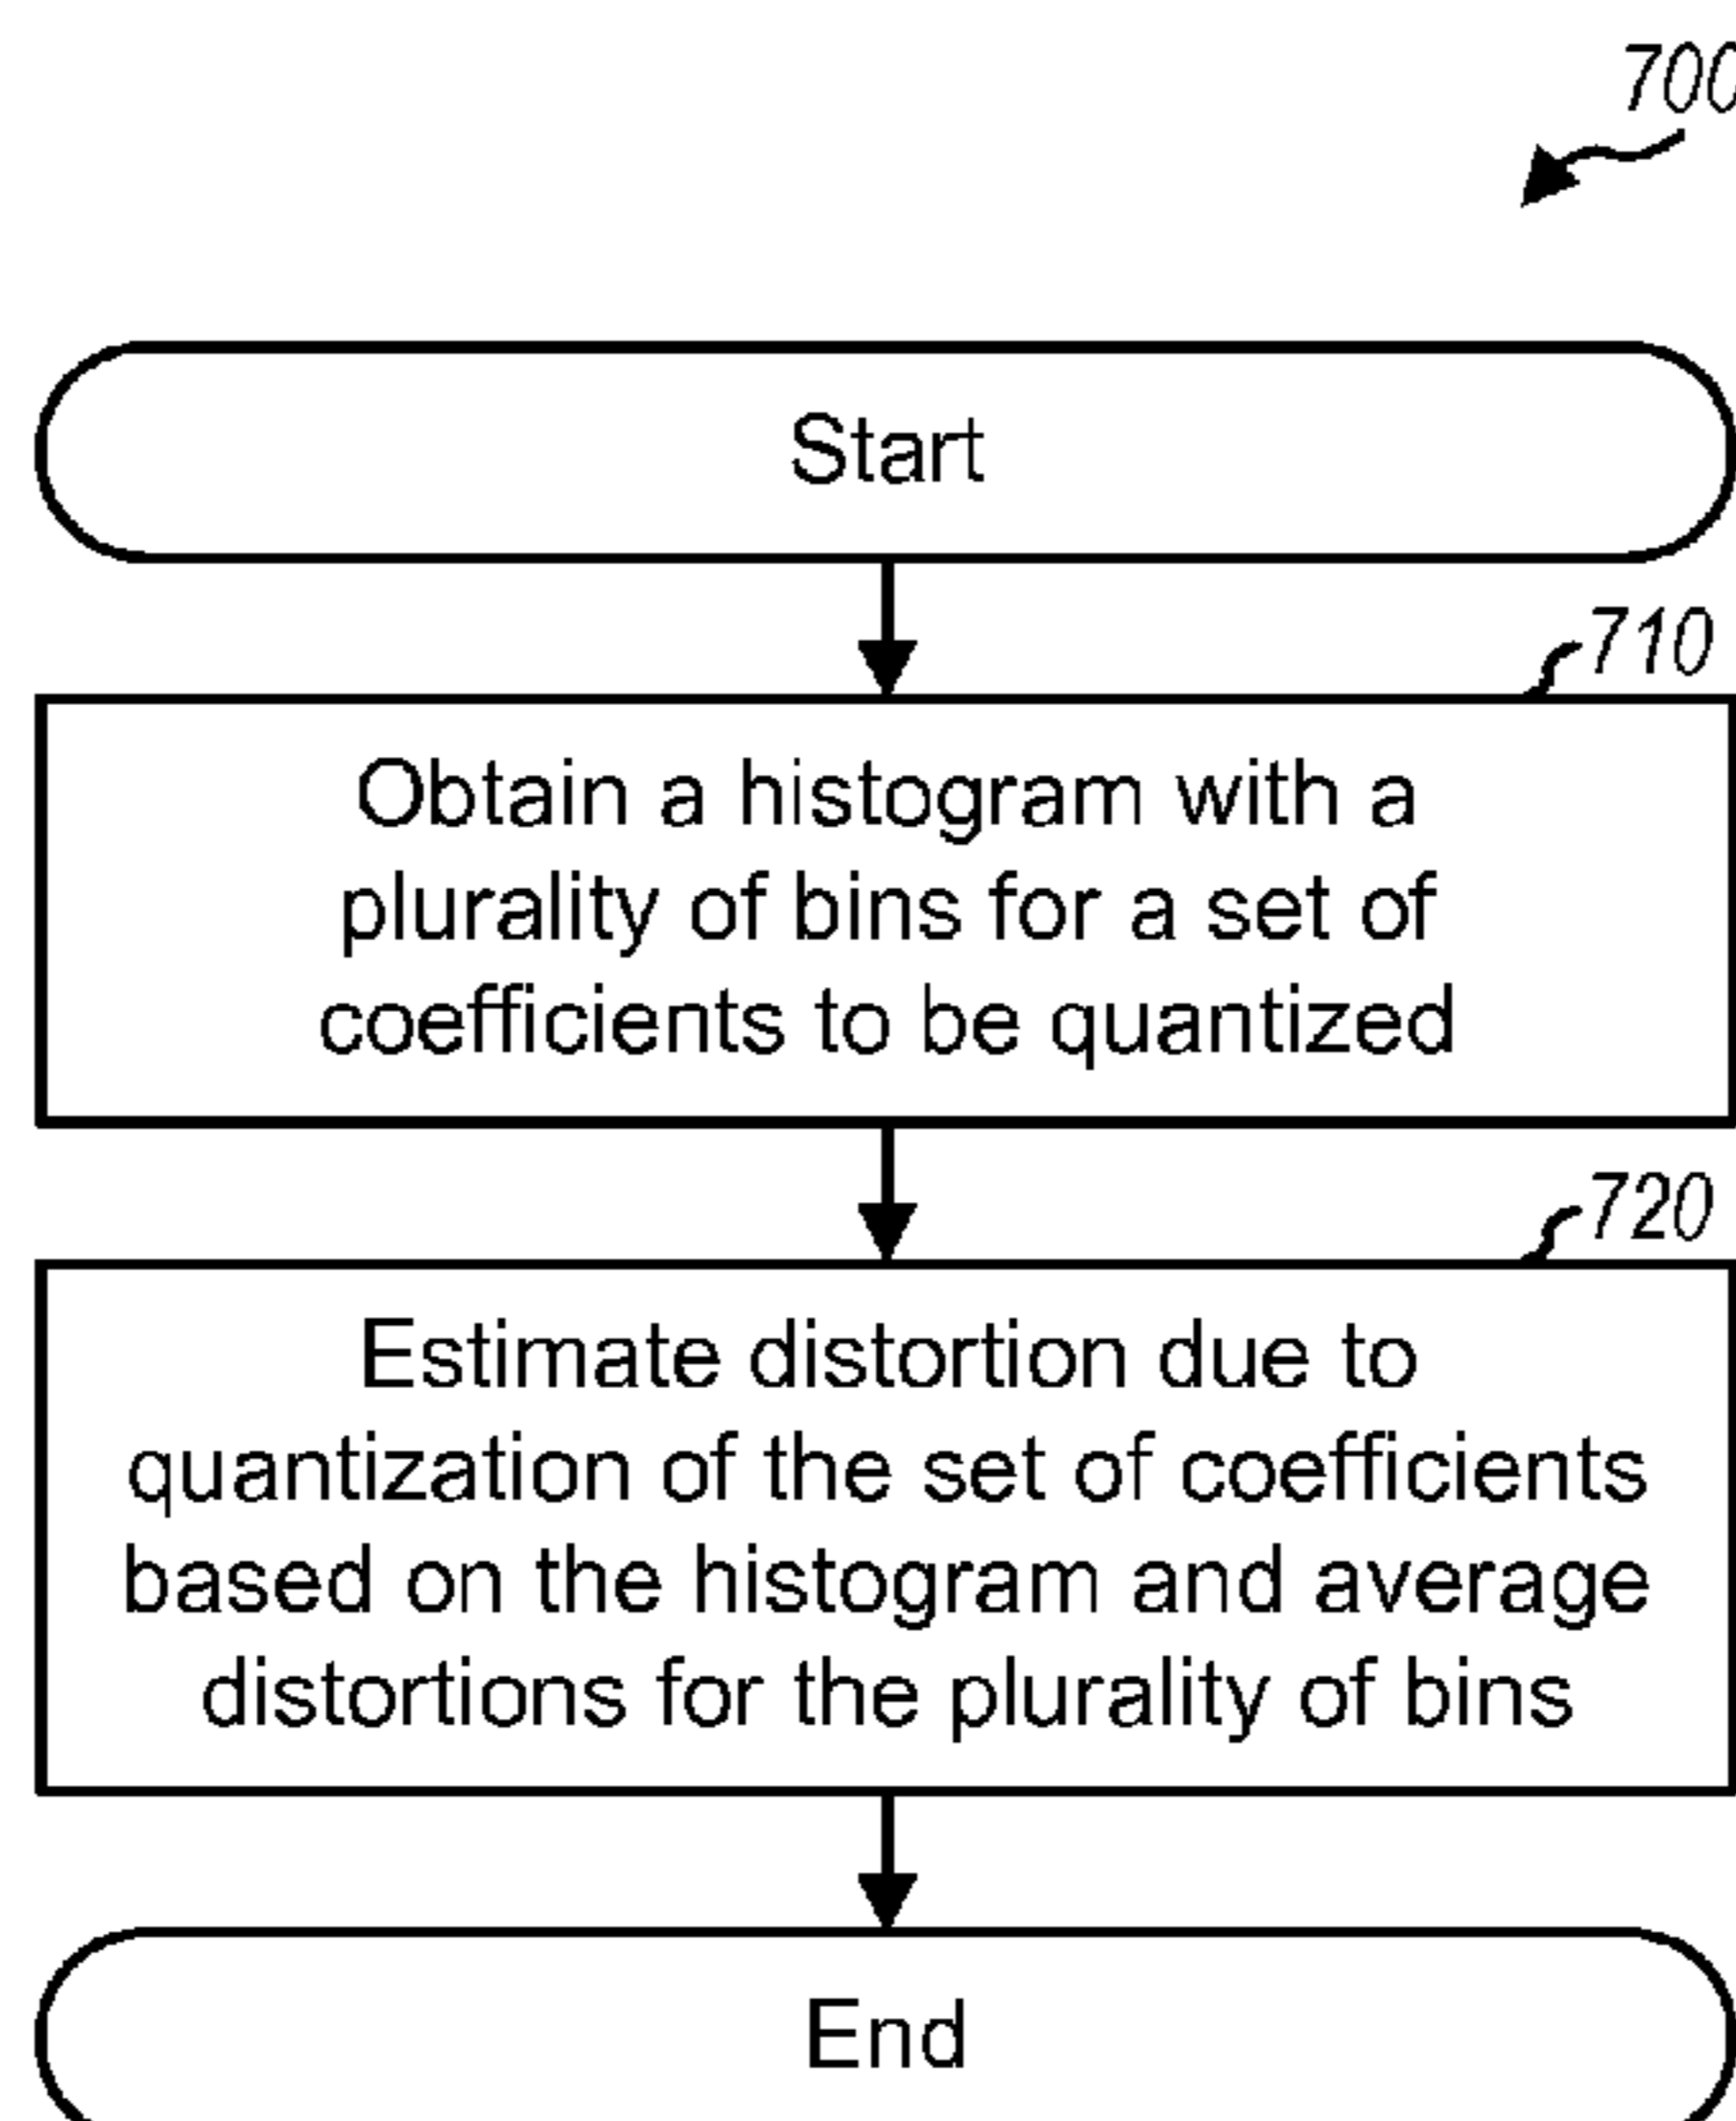 700
Start
710
Obtain a histogram with a
plurality of bins for a set of
coefficients to be quantized
720
Estimate distortion due to
quantization of the set of coefficients
based on the histogram and average
distortions for the plurality of bins
End